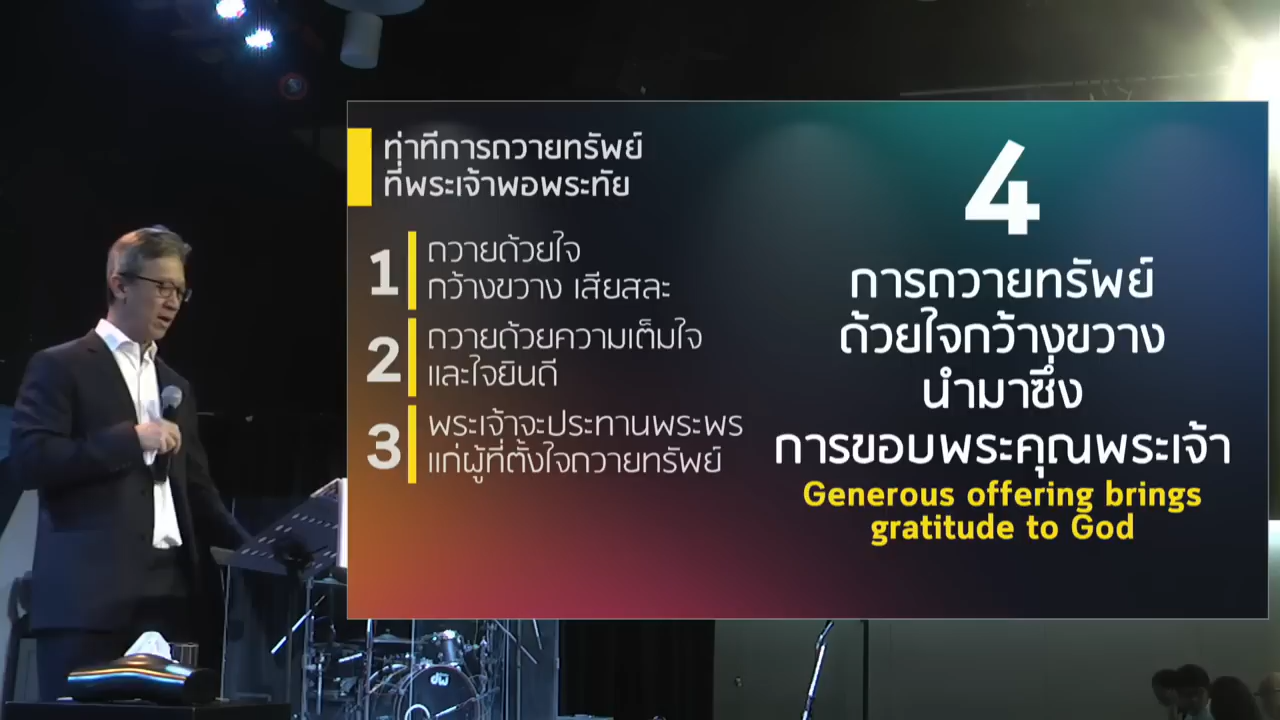 ท่าทีการถวายทรัพย์
ที่พระเจ้าพอพระทัย
1
ถวายด้วยใจ
กว้างขวาง เสียสละ
2
ถวายด้วยความเต็มใจ
และใจยินดี
3
พระเจ้าจะประทานพระพร
แก่ผู้ที่ตั้งใจถวายทรัพย์
4
การถวายทรัพย์
ด้วยใจกว้างขวาง
นำมาซึ่ง
การขอบพระคุณพระเจ้า
Generous offering brings
gratitude to God
dw